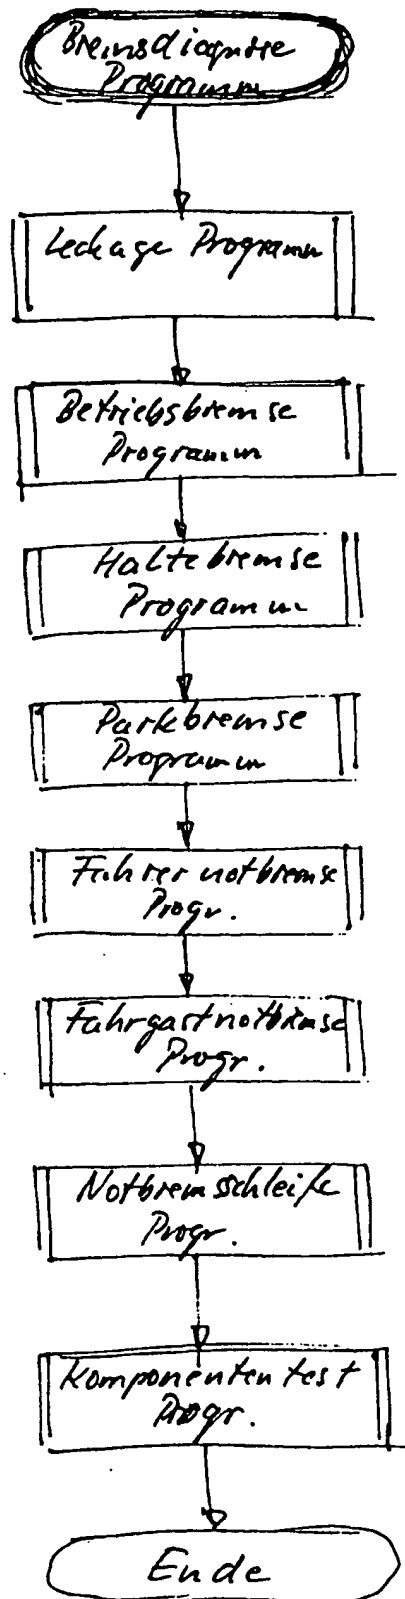 Bremsdiagnose
Programm
Leckage Programm
Betriebsbremse
Programm
Haltebremse
Programm
Parkbremse
Programm
Fahrernotbremse
Progr.
Fahrgastnotbremse
Progr.
Notbremsschleife
Progr.
Komponententest
Progr.
Ende